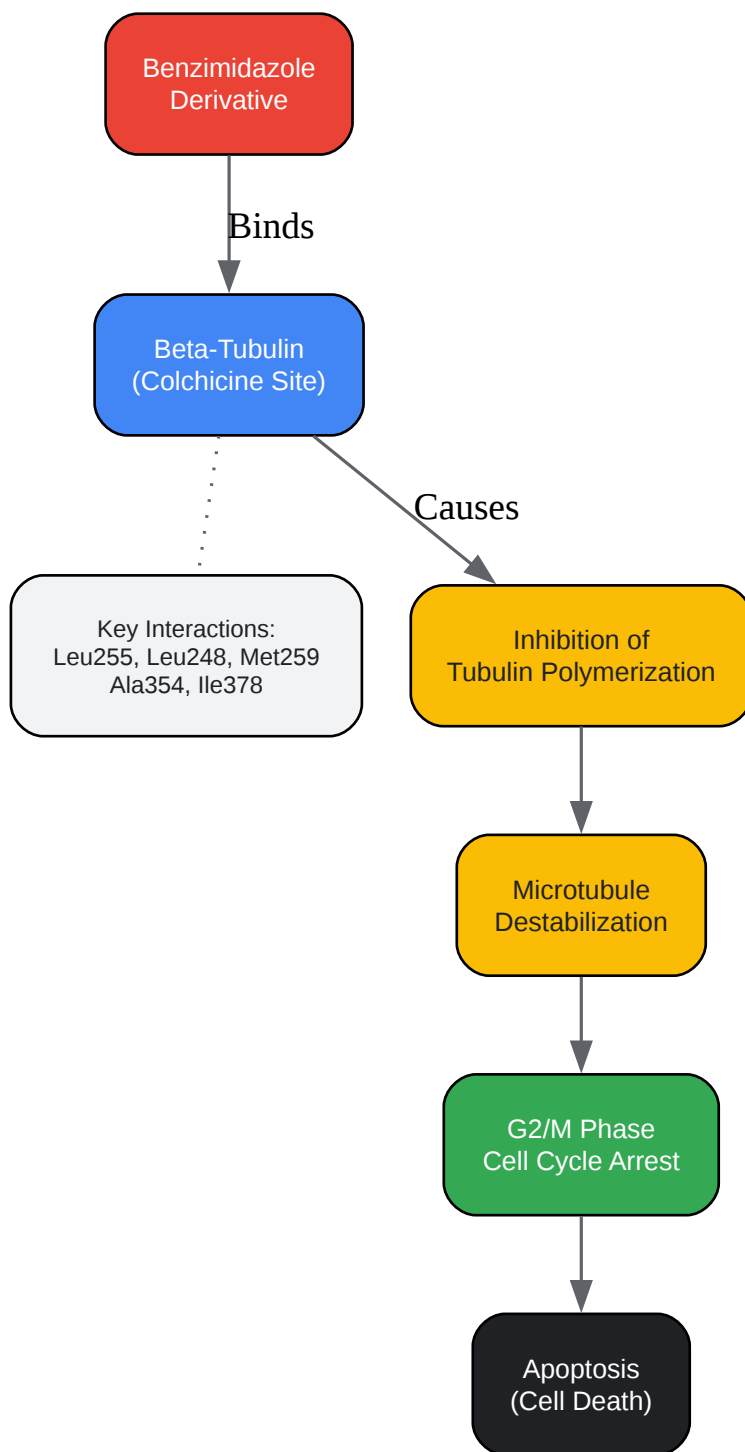 Benzimidazole
Derivative
Binds
Beta-Tubulin
(Colchicine Site)
Causes
Key Interactions:
Leu255, Leu248, Met259
Ala354, Ile378
Inhibition of
Tubulin Polymerization
Microtubule
Destabilization
G2/M Phase
Cell Cycle Arrest
Apoptosis
(Cell Death)